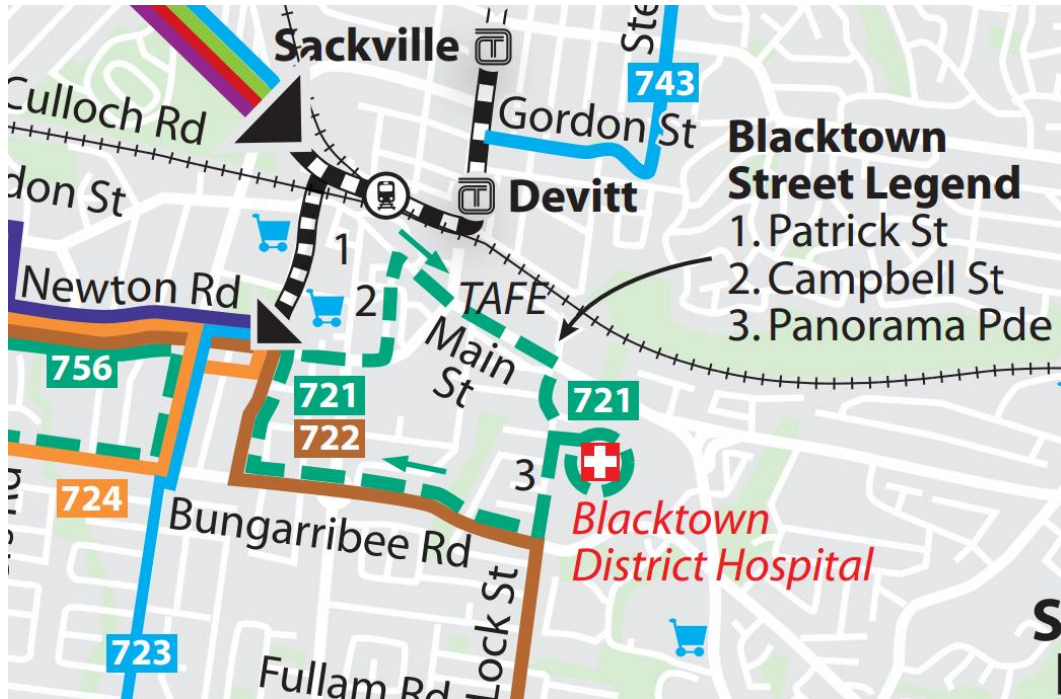 Sackville
Ste
743
Culloch Rd
Gordon St
Blacktown
Street Legend
1. Patrick St
2. Campbell St
3. Panorama Pde
don St
Devitt
1
Newton Rd
2
TAFE
Main
St
756
721
722
721
3
724
Bungarribee Rd
Blacktown
District Hospital
Lock St
723
Fullam Rd
S